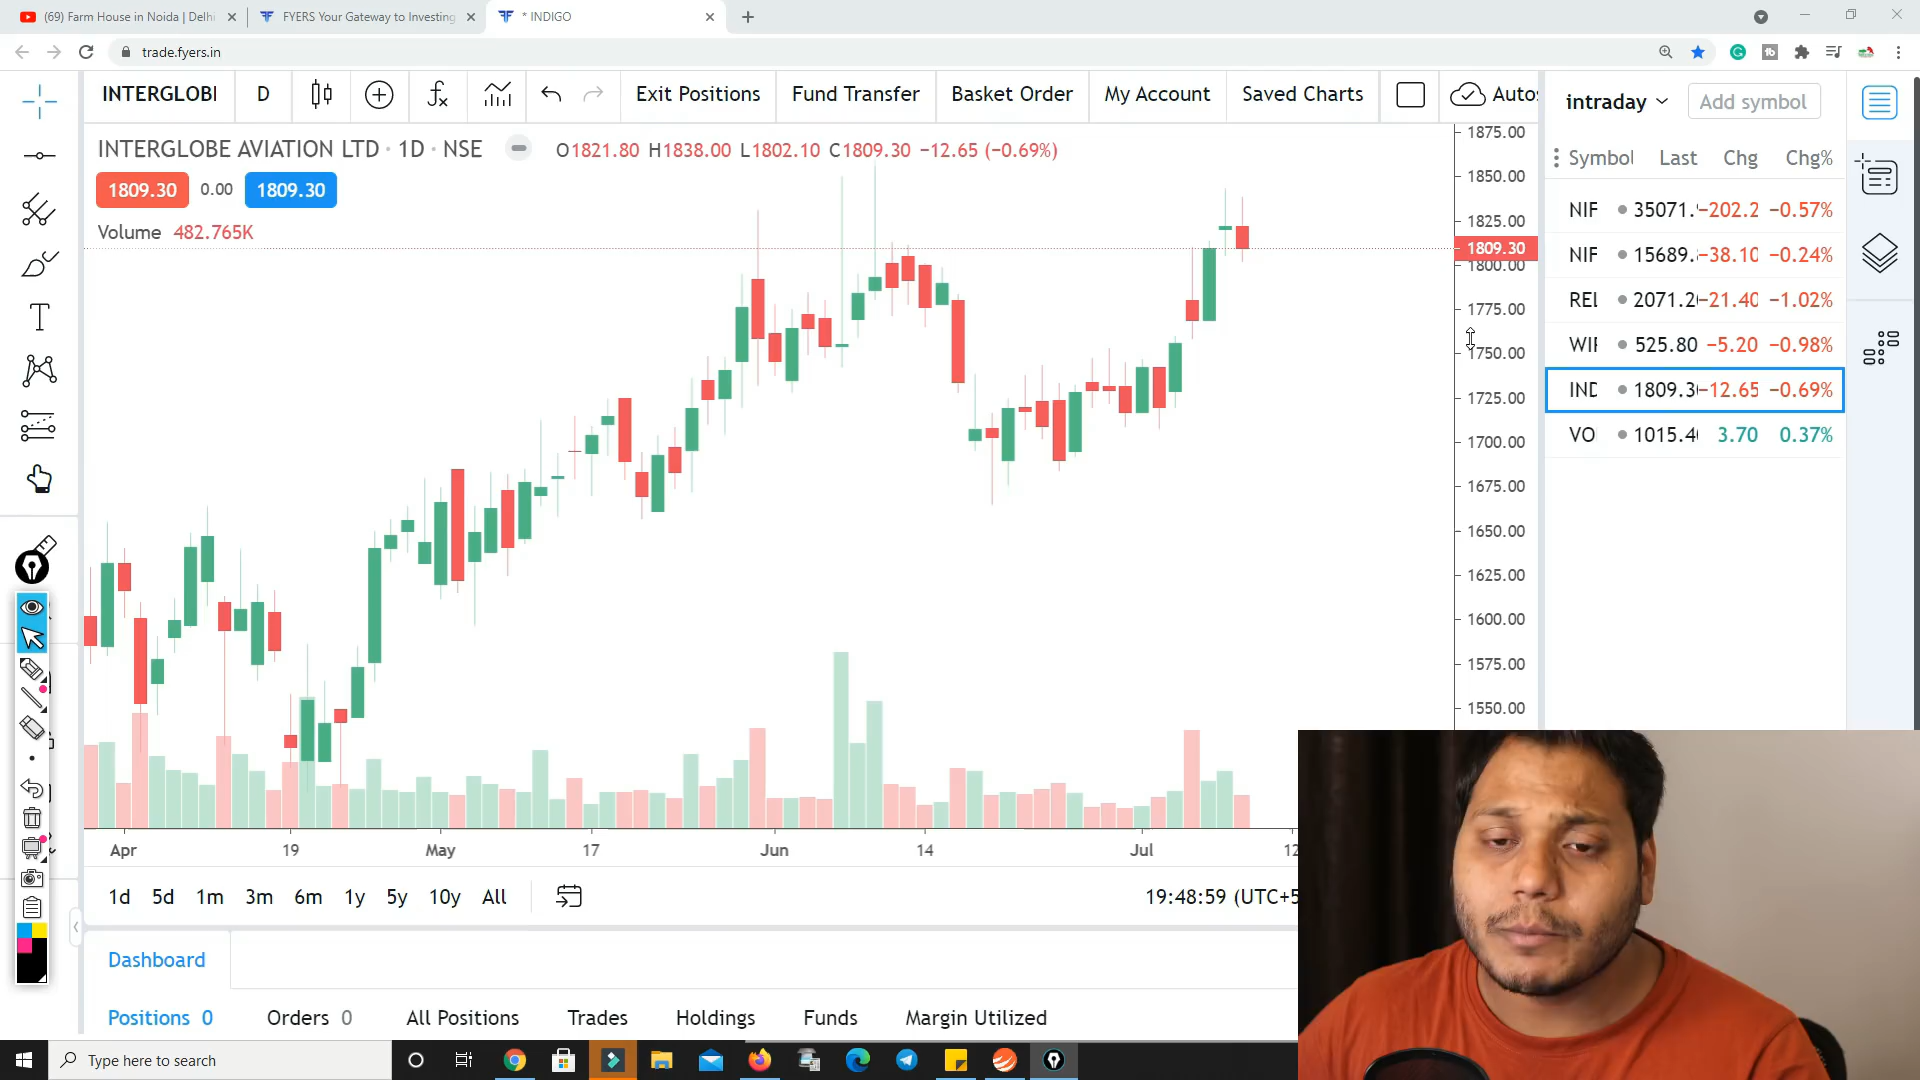 (69) Farm House in Noida | Delhi
FYERS Your Gateway to Investing
* INDIGO
trade.fyers.in
INTERGLOBI
D
Exit Positions
Fund Transfer
Basket Order
My Account
Saved Charts
Autos
intraday
Add symbol
INTERGLOBE AVIATION LTD · 1D · NSE
O1821.80 H1838.00 L1802.10 C1809.30 −12.65 (−0.69%)
1809.30
0.00
1809.30
Volume 482.765K
Symbol Last Chg Chg%
NIF 35071. −202.2 −0.57%
NIF 15689. −38.10 −0.24%
REL 2071.20 −21.40 −1.02%
WIP 525.80 −5.20 −0.98%
IND 1809.30 −12.65 −0.69%
VO 1015.40 3.70 0.37%
1875.00
1850.00
1825.00
1809.30
1800.00
1775.00
1750.00
1725.00
1700.00
1675.00
1650.00
1625.00
1600.00
1575.00
1550.00
Apr 19 May 17 Jun 14 Jul 12
1d 5d 1m 3m 6m 1y 5y 10y All
19:48:59 (UTC+5
Dashboard
Positions 0
Orders 0
All Positions
Trades
Holdings
Funds
Margin Utilized
Type here to search